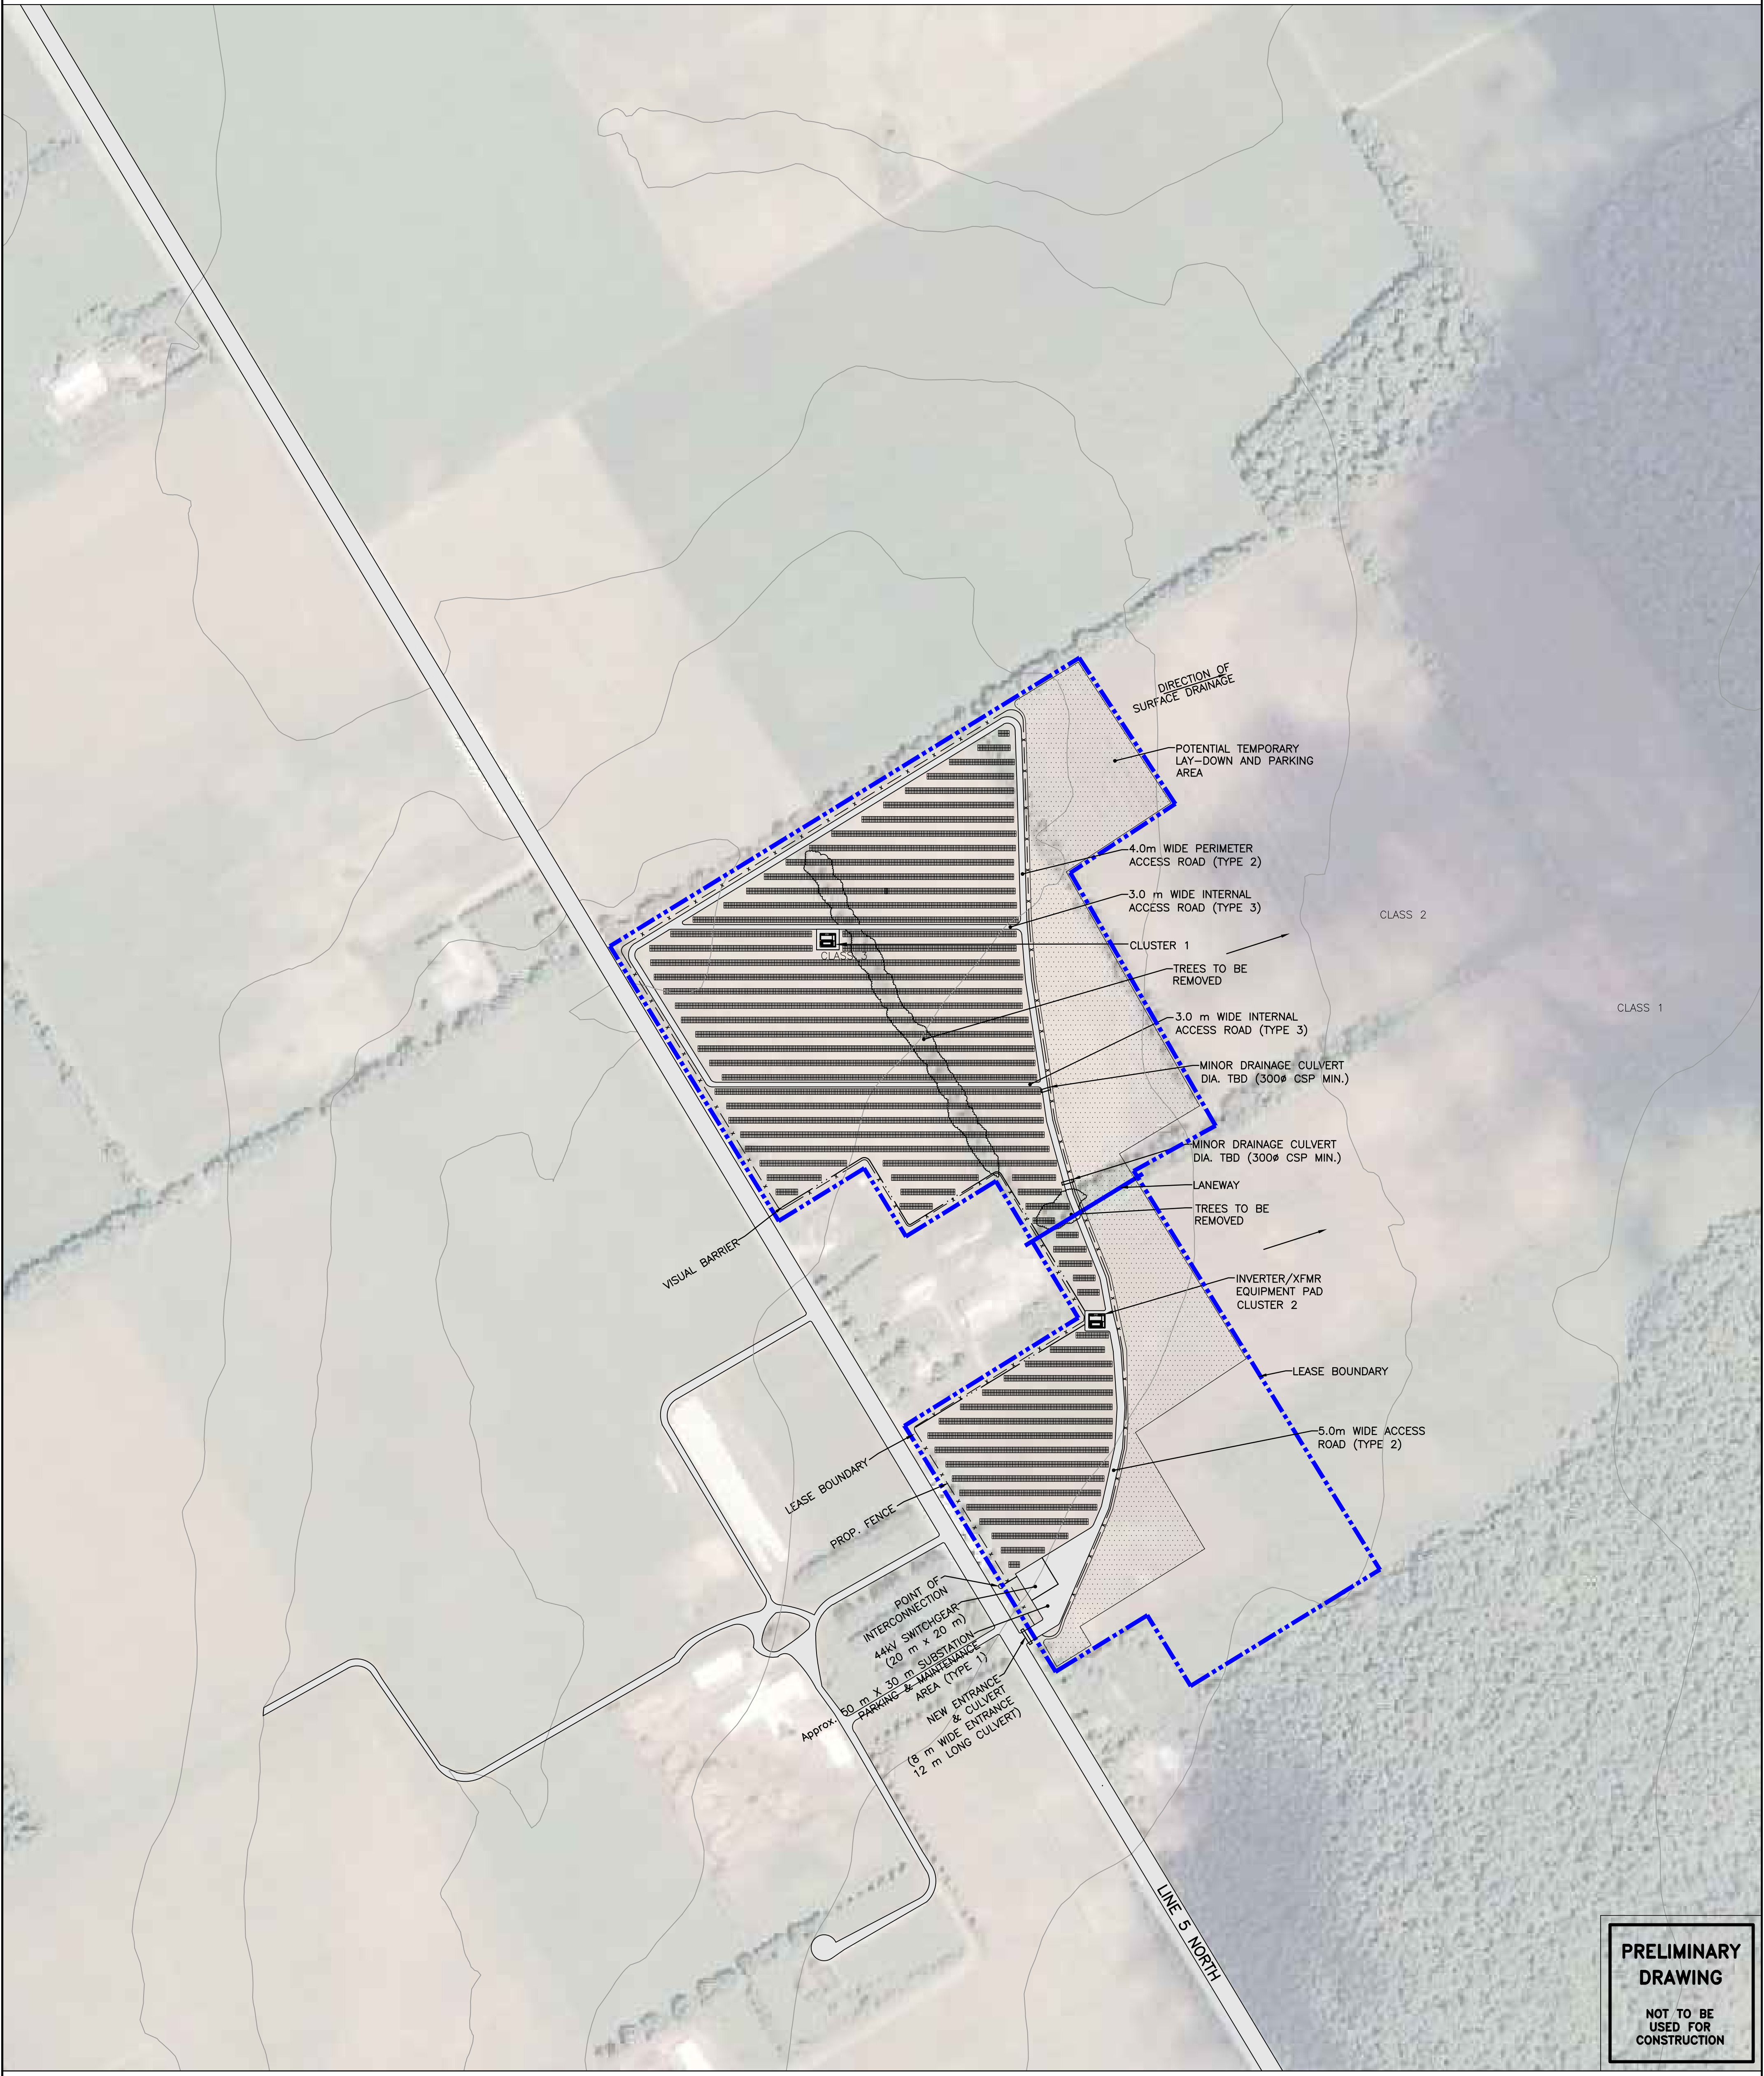 DIRECTION OF
SURFACE DRAINAGE
POTENTIAL TEMPORARY
LAY-DOWN AND PARKING
AREA
4.0m WIDE PERIMETER
ACCESS ROAD (TYPE 2)
3.0 m WIDE INTERNAL
ACCESS ROAD (TYPE 3)
CLASS 2
CLUSTER 1
CLASS 3
TREES TO BE
REMOVED
CLASS 1
3.0 m WIDE INTERNAL
ACCESS ROAD (TYPE 3)
MINOR DRAINAGE CULVERT
DIA. TBD (300ø CSP MIN.)
MINOR DRAINAGE CULVERT
DIA. TBD (300ø CSP MIN.)
LANEWAY
TREES TO BE
REMOVED
VISUAL BARRIER
INVERTER/XFMR
EQUIPMENT PAD
CLUSTER 2
LEASE BOUNDARY
5.0m WIDE ACCESS
ROAD (TYPE 2)
LEASE BOUNDARY
PROP. FENCE
POINT OF
INTERCONNECTION
44kV SWITCHGEAR
(20 m x 20 m)
Approx. 50 m X 30 m SUBSTATION
PARKING & MAINTENANCE
AREA (TYPE 1)
NEW ENTRANCE
& CULVERT
(8 m WIDE ENTRANCE
12 m LONG CULVERT)
LINE 5 NORTH
PRELIMINARY
DRAWING
NOT TO BE
USED FOR
CONSTRUCTION